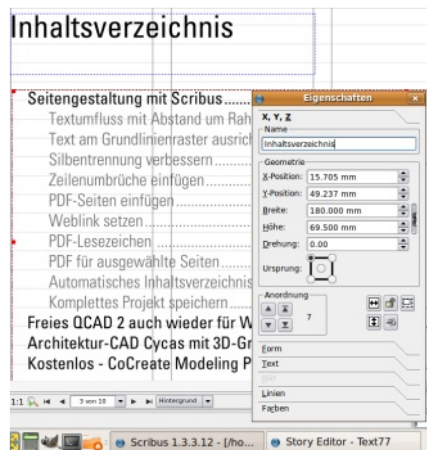 Inhaltsverzeichnis
Seitengestaltung mit Scribus........
Textumfluss mit Abstand um Rah
Text am Grundlinienraster ausric
Silbentrennung verbessern
Zeilenumbrüche einfügen
PDF-Seiten einfügen
Weblink setzen
PDF-Lesezeichen
PDF für ausgewählte Seiten
Automatisches Inhaltsverzeichnis
Komplettes Projekt speichern
Freies QCAD 2 auch wieder für W
Architektur-CAD Cycas mit 3D-Gr
Kostenlos - CoCreate Modeling P
Eigenschaften
X, Y, Z
Name
Inhaltsverzeichnis
Geometrie
X-Position: 15.705 mm
Y-Position: 49.237 mm
Breite: 180.000 mm
Höhe: 69.500 mm
Drehung: 0.00
Ursprung:
Anordnung
7
Form
Text
Bild
Linien
Farben
1:1 3 von 10 Hintergrund
Scribus 1.3.3.12 - [/ho... Story Editor - Text77